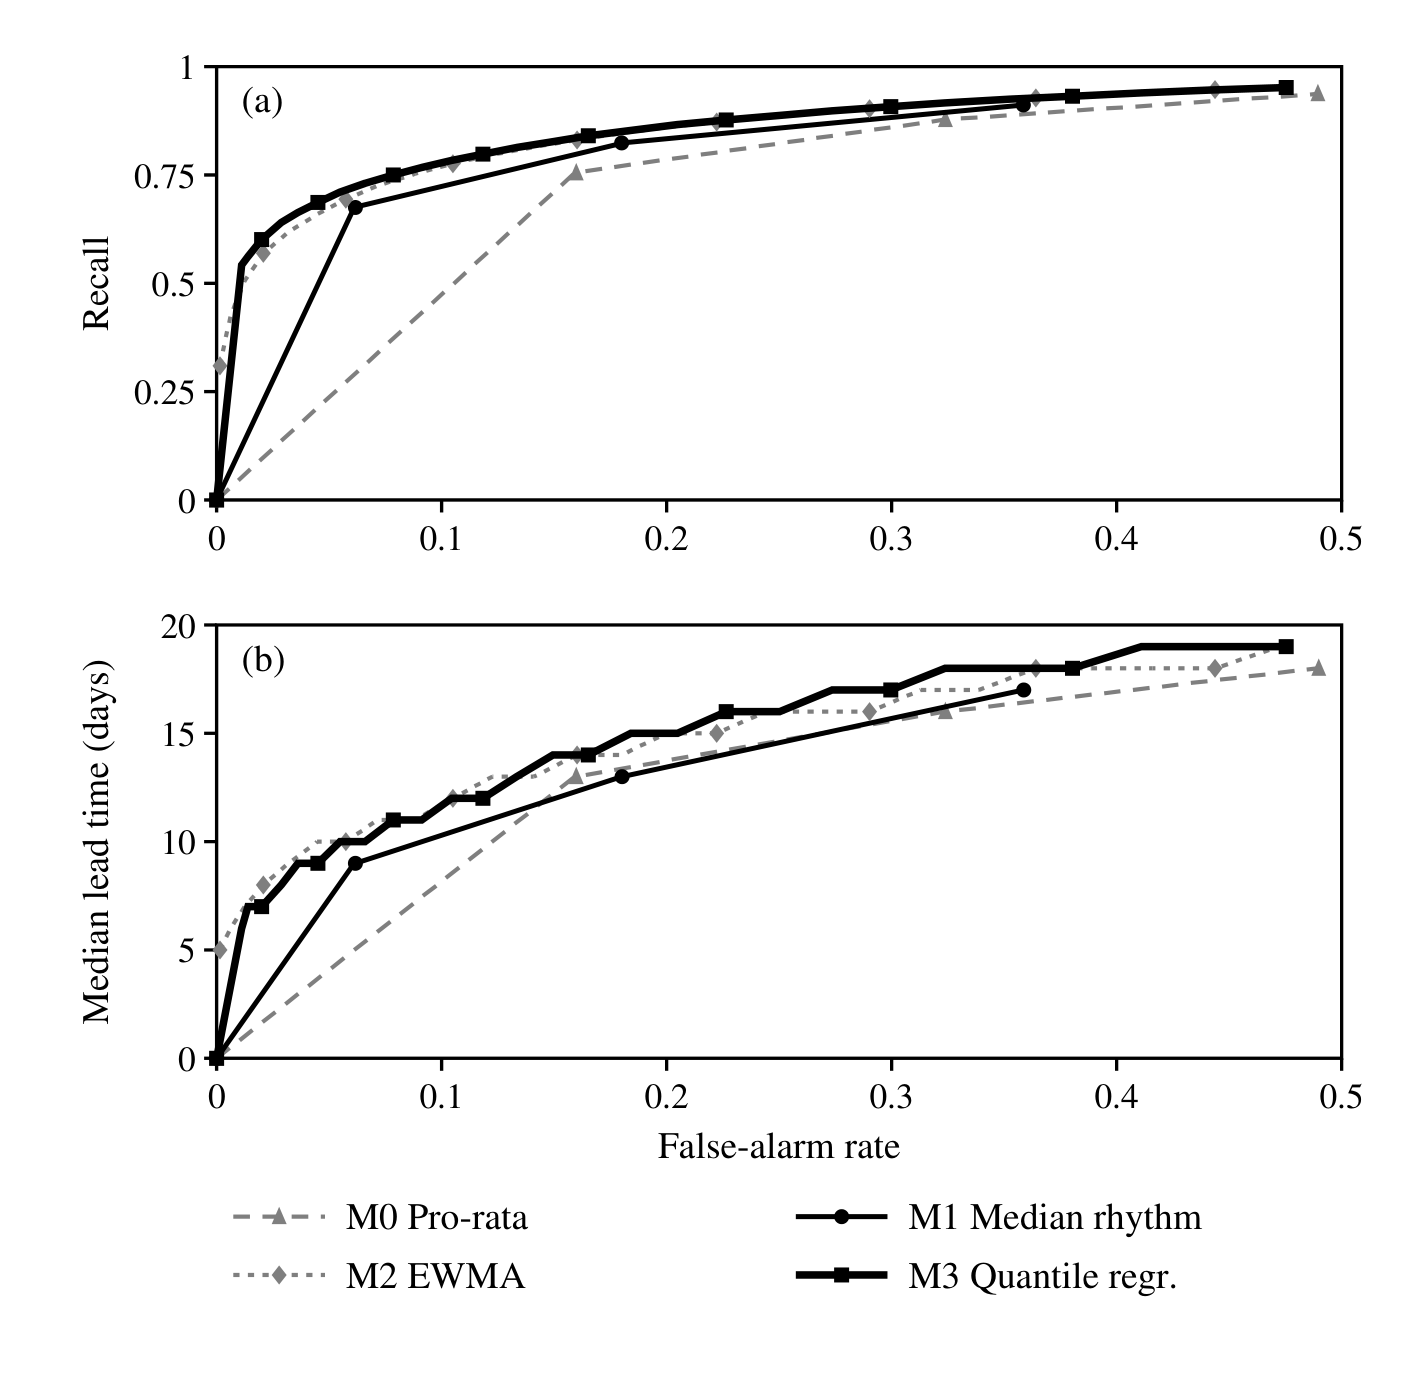 (a)
1
0.75
0.5
0.25
0
Recall
0 0.1 0.2 0.3 0.4 0.5
(b)
20
15
10
5
0
Median lead time (days)
0 0.1 0.2 0.3 0.4 0.5
False-alarm rate
M0 Pro-rata M1 Median rhythm
M2 EWMA M3 Quantile regr.